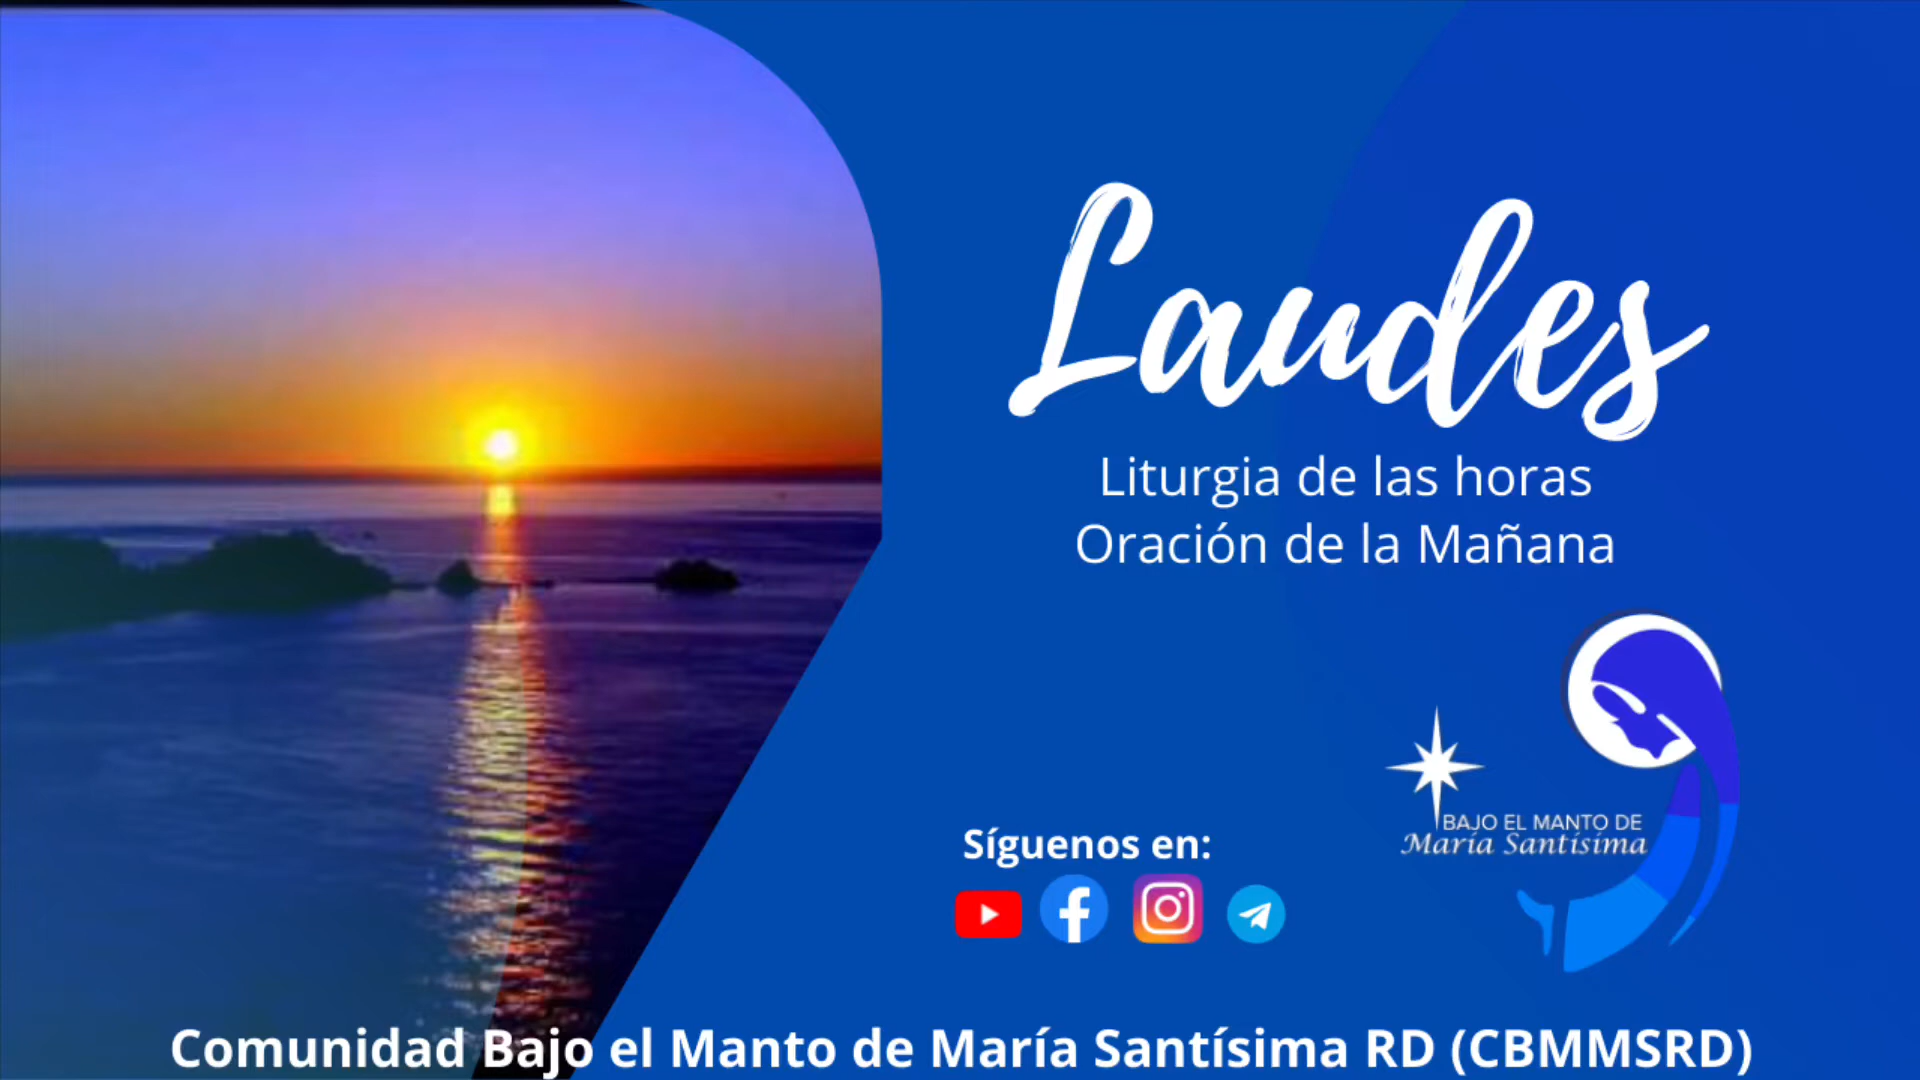 Laudes
Liturgia de las horas
Oración de la Mañana
BAJO EL MANTO DE
María Santísima
Síguenos en:
Comunidad Bajo el Manto de María Santísima RD (CBMMSRD)